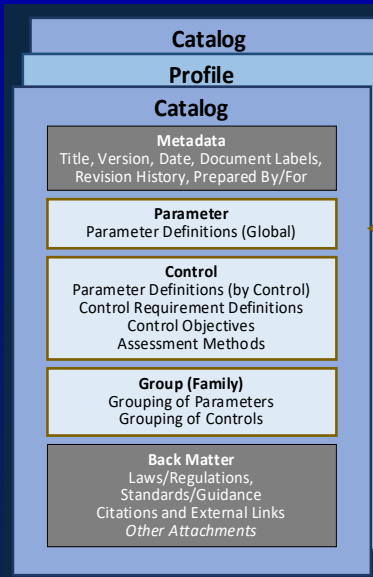 Catalog
Profile
Catalog
Metadata
Title, Version, Date, Document Labels,
Revision History, Prepared By/For
Parameter
Parameter Definitions (Global)
Control
Parameter Definitions (by Control)
Control Requirement Definitions
Control Objectives
Assessment Methods
Group (Family)
Grouping of Parameters
Grouping of Controls
Back Matter
Laws/Regulations,
Standards/Guidance
Citations and External Links
Other Attachments